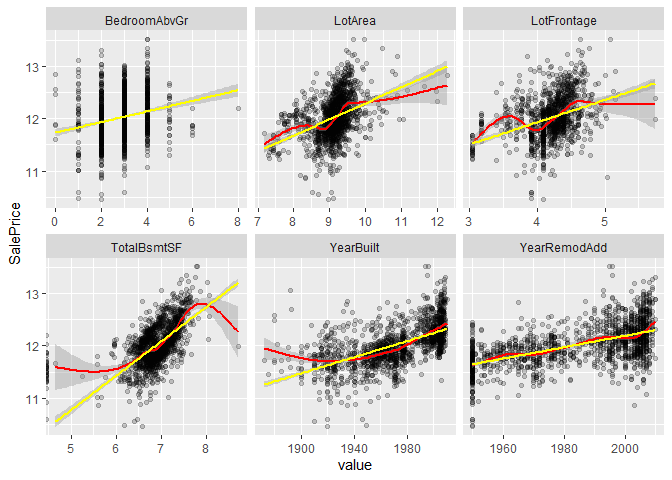 BedroomAbvGr
LotArea
LotFrontage
13
12
11
0 2 4 6 8
7 8 9 10 11 12
3 4 5
SalePrice
TotalBsmtSF
YearBuilt
YearRemodAdd
13
12
11
5 6 7 8
1900 1940 1980
1960 1980 2000
value